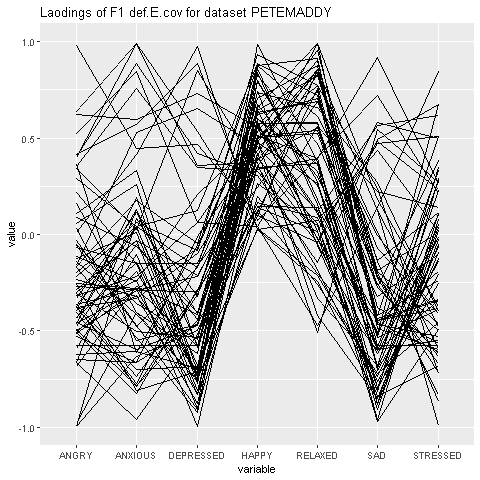 Laodings of F1 def.E.cov for dataset PETEMADDY
1.0
0.5
0.0
-0.5
-1.0
value
ANGRY ANXIOUS DEPRESSED HAPPY RELAXED SAD STRESSED
variable